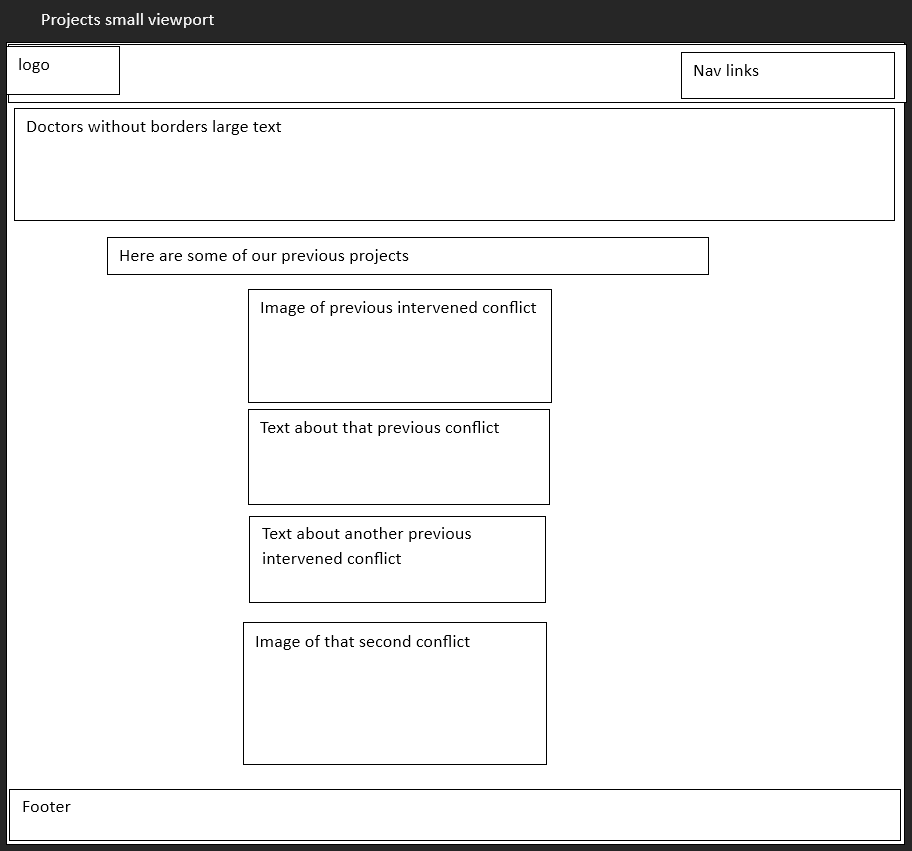 Projects small viewport
logo
Nav links
Doctors without borders large text
Here are some of our previous projects
Image of previous intervened conflict
Text about that previous conflict
Text about another previous
intervened conflict
Image of that second conflict
Footer